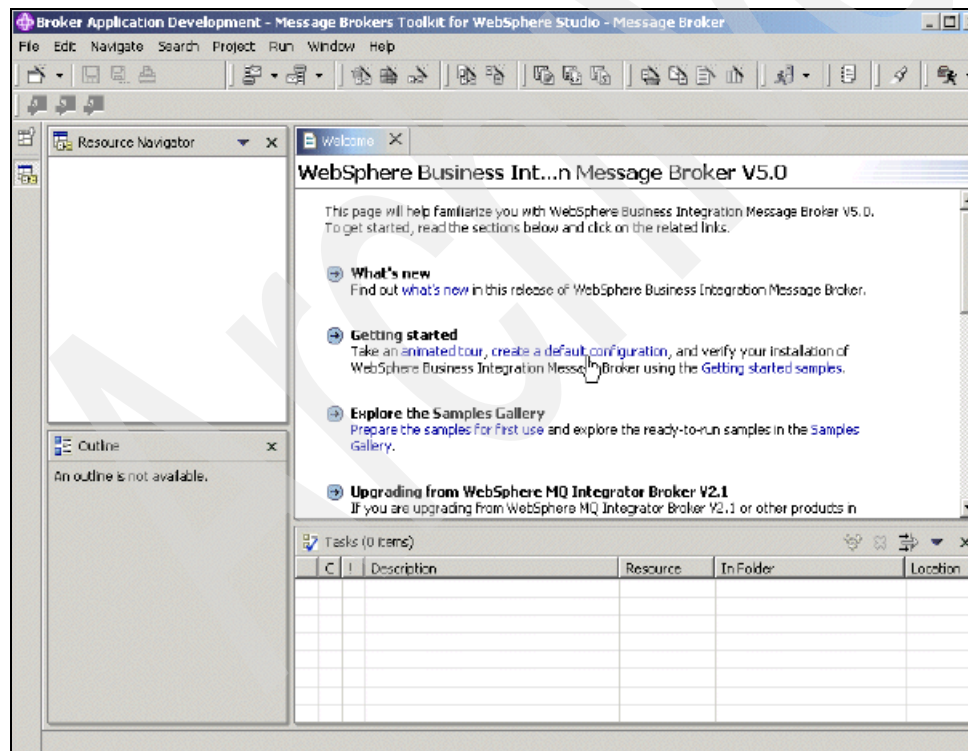 Broker Application Development - Message Brokers Toolkit for WebSphere Studio - Message Broker
File Edit Navigate Search Project Run Window Help
Resource Navigator
Welcome
WebSphere Business Int...n Message Broker V5.0
This page will help familiarize you with WebSphere Business Integration Message Broker V5.0.
To get started, read the sections below and click on the related links.
What's new
Find out what's new in this release of WebSphere Business Integration Message Broker.
Getting started
Take an animated tour, create a default configuration, and verify your installation of
WebSphere Business Integration Message Broker using the Getting started samples.
Explore the Samples Gallery
Prepare the samples for first use and explore the ready-to-run samples in the Samples
Gallery.
Upgrading from WebSphere MQ Integrator Broker V2.1
If you are upgrading from WebSphere MQ Integrator Broker V2.1 or other products in
Outline
An outline is not available.
Tasks (0 items)
C ! Description Resource In Folder Location